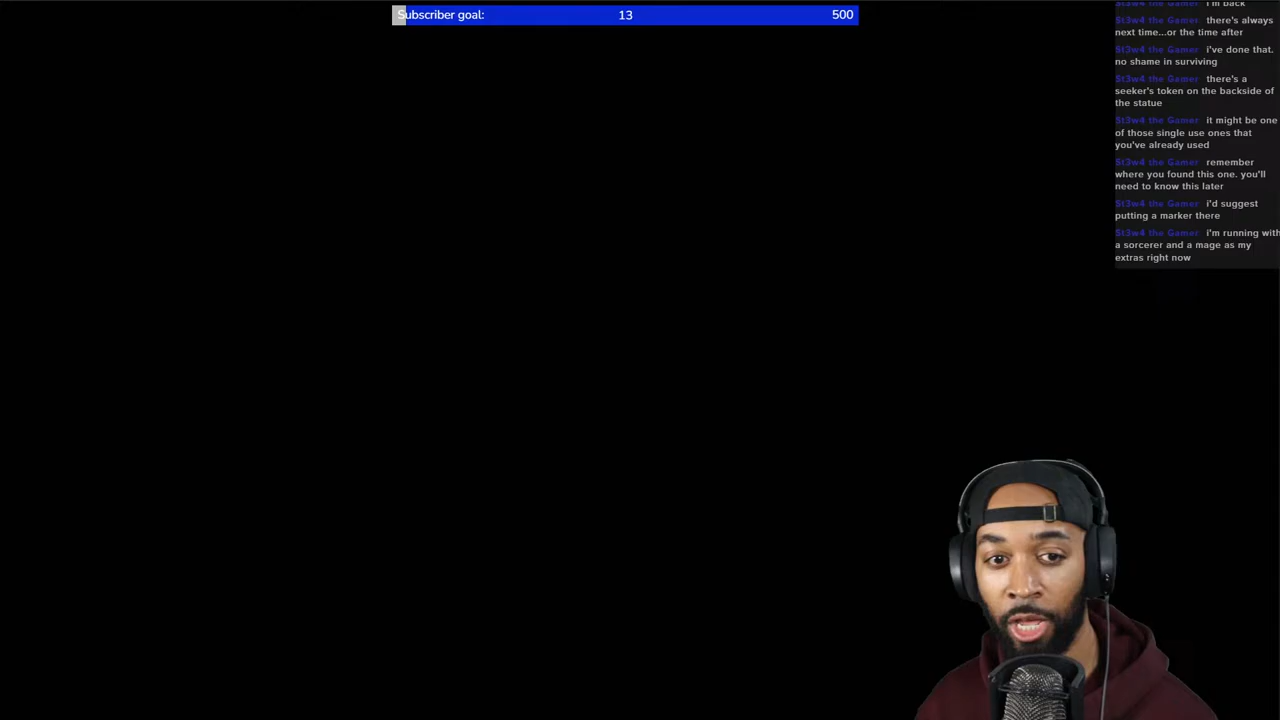 Subscriber goal: 13 500
St3w4 the Gamer i'm back
St3w4 the Gamer there's always
next time...or the time after
St3w4 the Gamer i've done that.
no shame in surviving
St3w4 the Gamer there's a
seeker's token on the backside of
the statue
St3w4 the Gamer it might be one
of those single use ones that
you've already used
St3w4 the Gamer remember
where you found this one. you'll
need to know this later
St3w4 the Gamer i'd suggest
putting a marker there
St3w4 the Gamer i'm running with
a sorcerer and a mage as my
extras right now